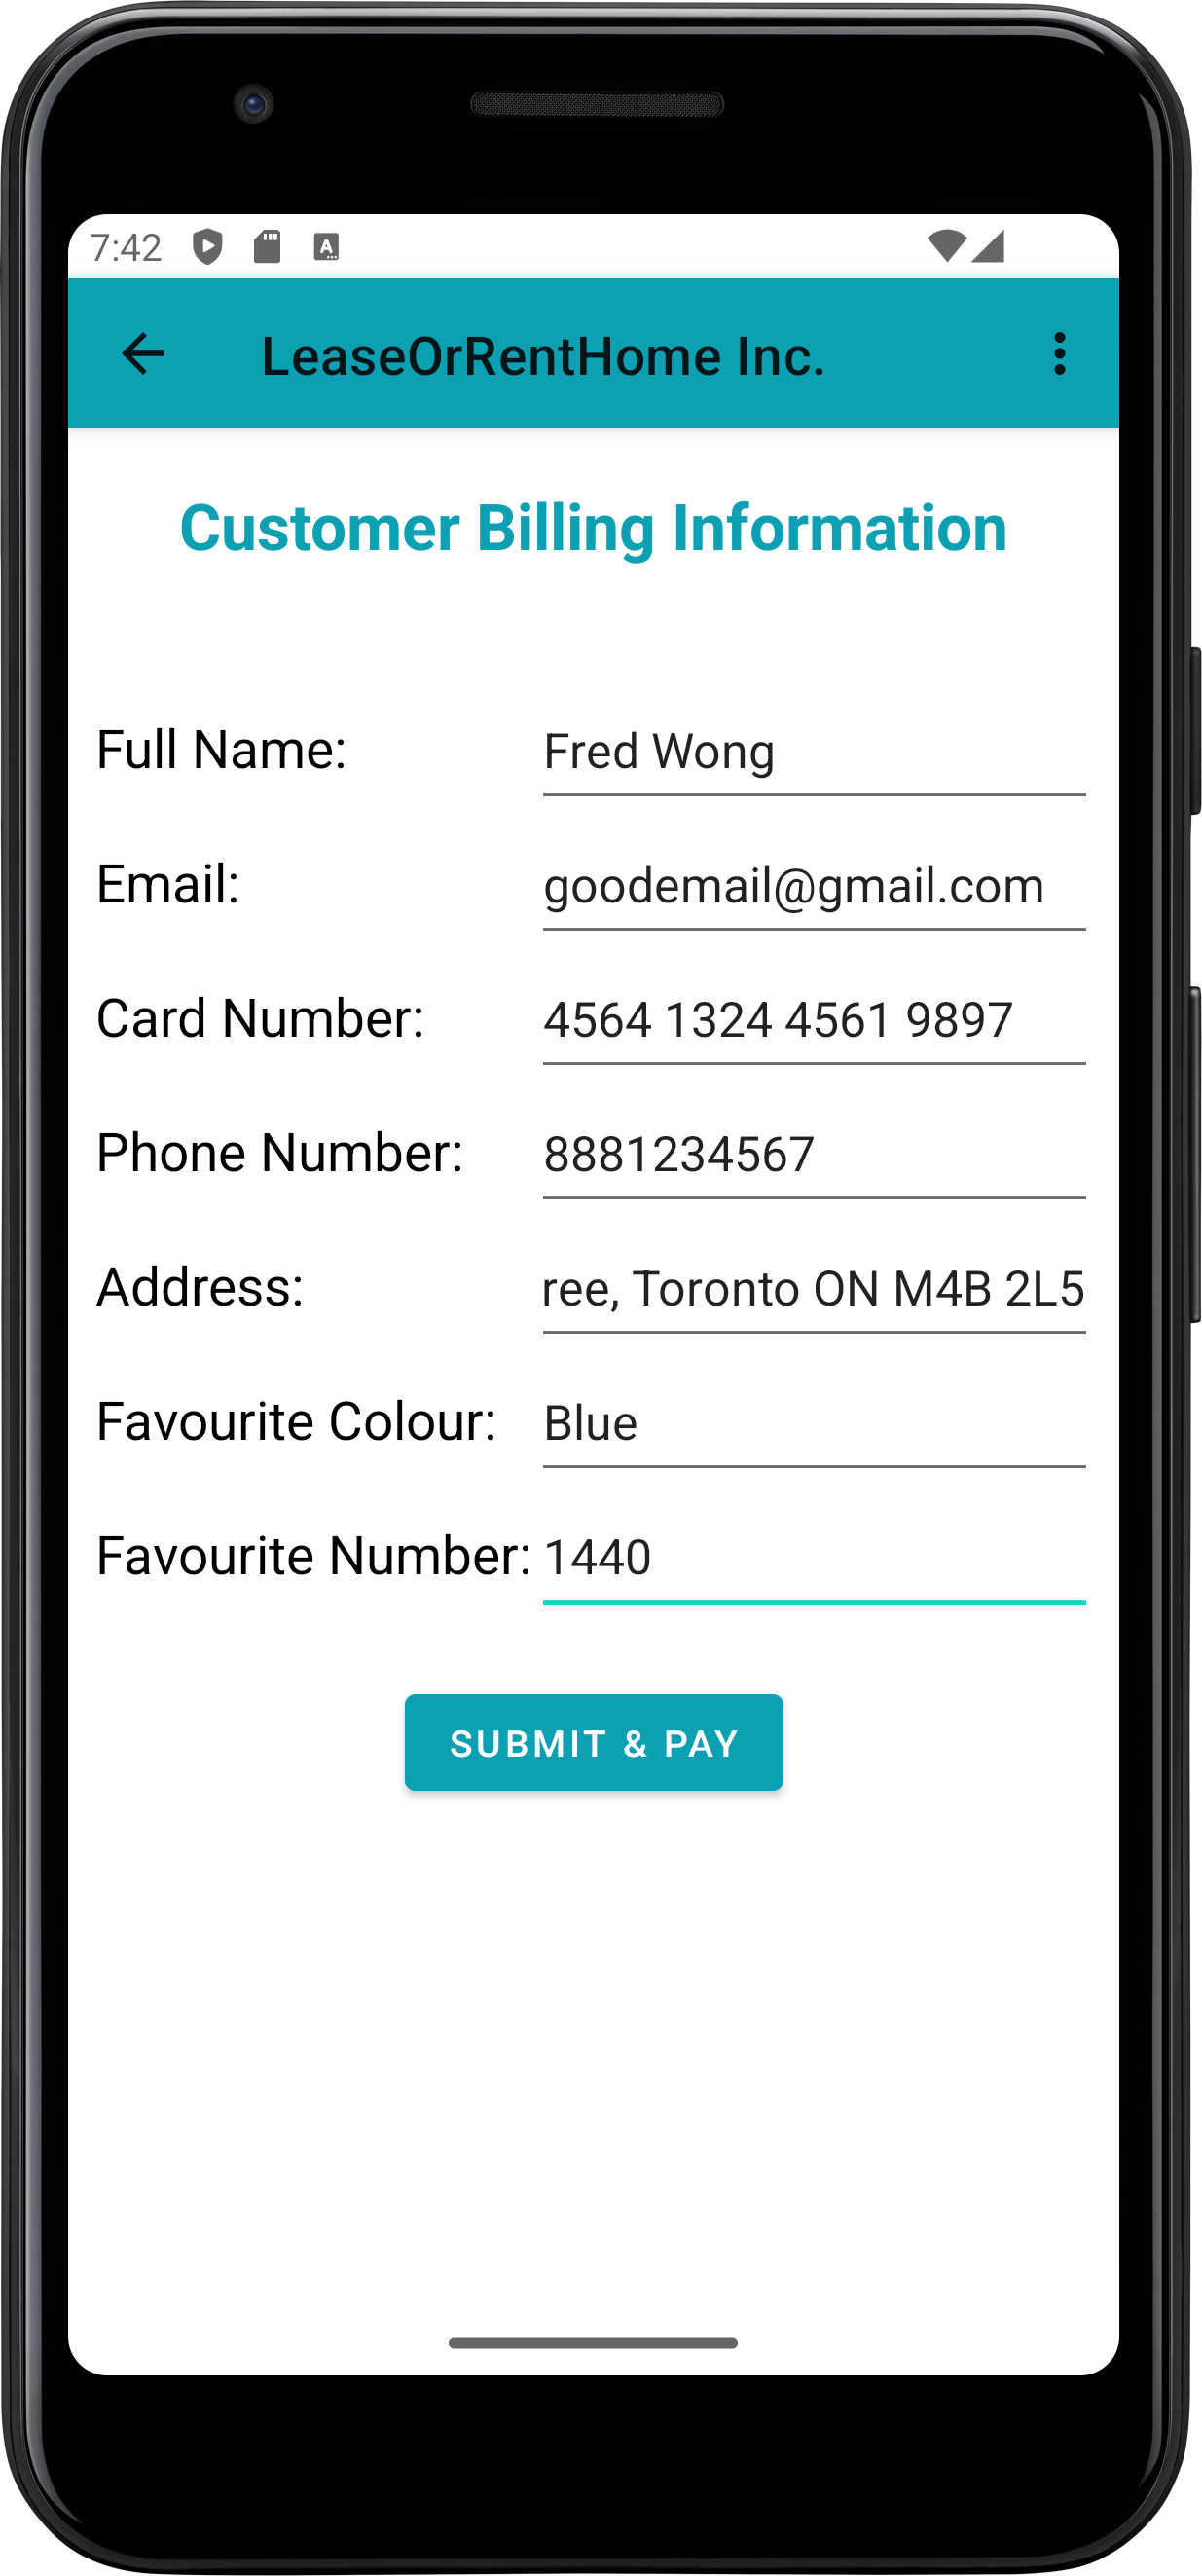 7:42
LeaseOrRentHome Inc.
Customer Billing Information
Full Name: Fred Wong
Email: goodemail@gmail.com
Card Number: 4564 1324 4561 9897
Phone Number: 8881234567
Address: ree, Toronto ON M4B 2L5
Favourite Colour: Blue
Favourite Number: 1440
SUBMIT & PAY